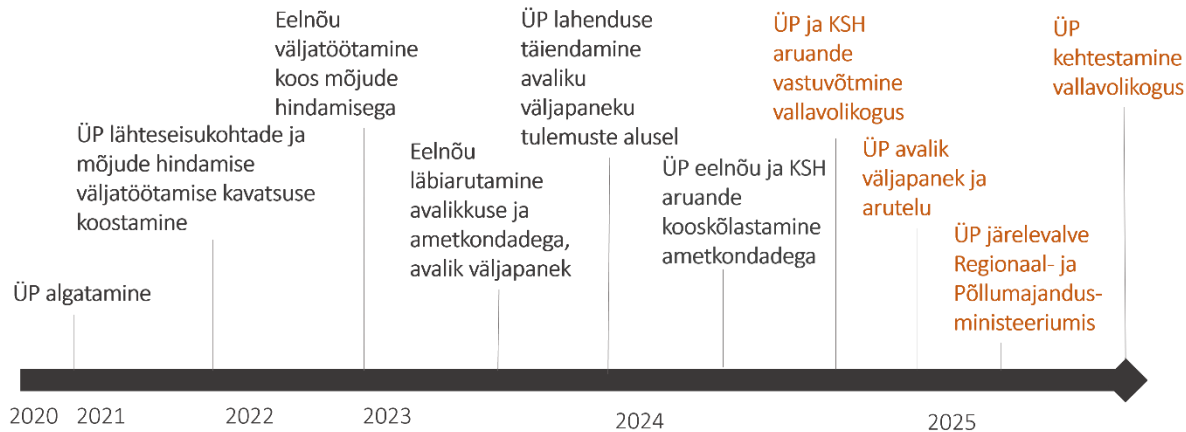 ÜP algatamine
ÜP lähteseisukohtade ja
mõjude hindamise
väljatöötamise kavatsuse
koostamine
Eelnõu
väljatöötamine
koos mõjude
hindamisega
Eelnõu
läbiarutamine
avalikkuse ja
ametkondadega,
avalik väljapanek
ÜP lahenduse
täiendamine
avaliku
väljapaneku
tulemuste alusel
ÜP eelnõu ja KSH
aruande
kooskõlastamine
ametkondadega
ÜP ja KSH
aruande
vastuvõtmine
vallavolikogus
ÜP avalik
väljapanek ja
arutelu
ÜP järelevalve
Regionaal- ja
Põllumajandus-
ministeeriumis
ÜP
kehtestamine
vallavolikogus
2020 2021 2022 2023 2024 2025